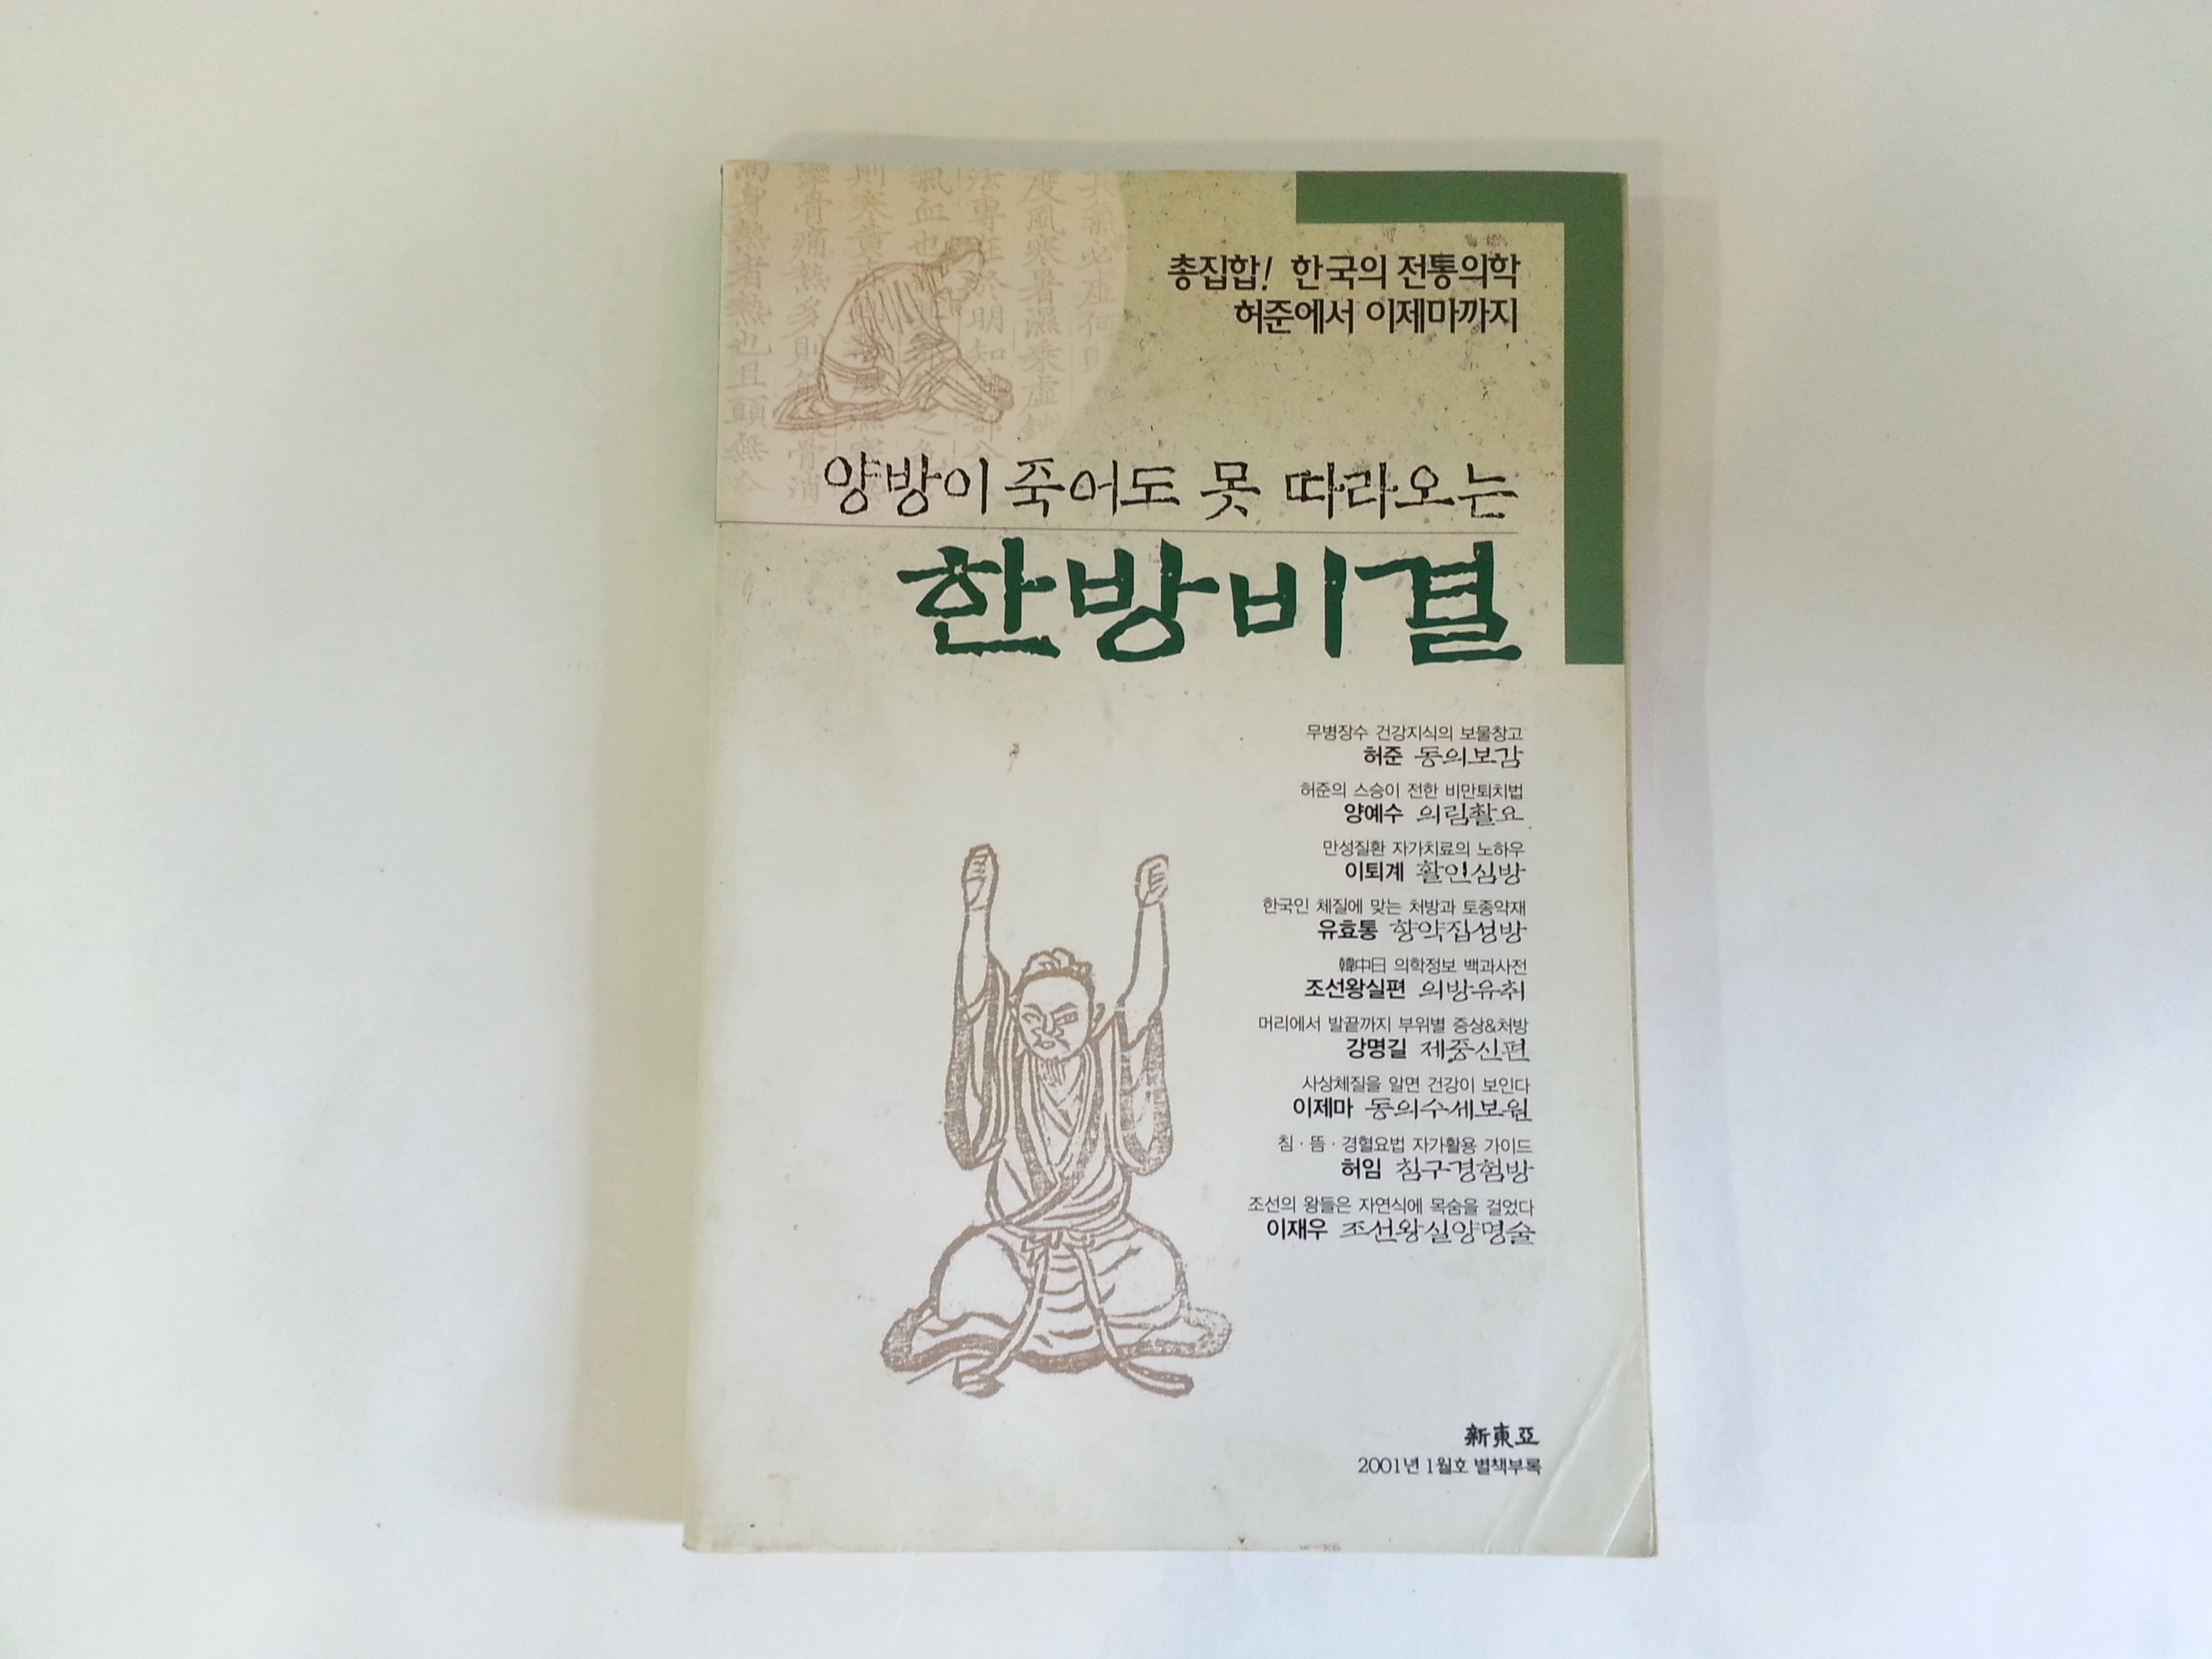 총집합! 한국의 전통의학
허준에서 이제마까지
양방이 죽어도 못 따라오는
한방비결
무병장수 건강지식의 보물창고
허준 동의보감
허준의 스승이 전한 비만퇴치법
양예수 의림촬요
만성질환 자가치료의 노하우
이퇴계 활인심방
한국인 체질에 맞는 처방과 토종약재
유효통 향약집성방
韓中日 의학정보 백과사전
조선왕실편 의방유취
머리에서 발끝까지 부위별 증상&처방
강명길 제중신편
사상체질을 알면 건강이 보인다
이제마 동의수세보원
침·뜸·경혈요법 자가활용 가이드
허임 침구경험방
조선의 왕들은 자연식에 목숨을 걸었다
이재우 조선왕실양명술
新東亞
2001년 1월호 별책부록